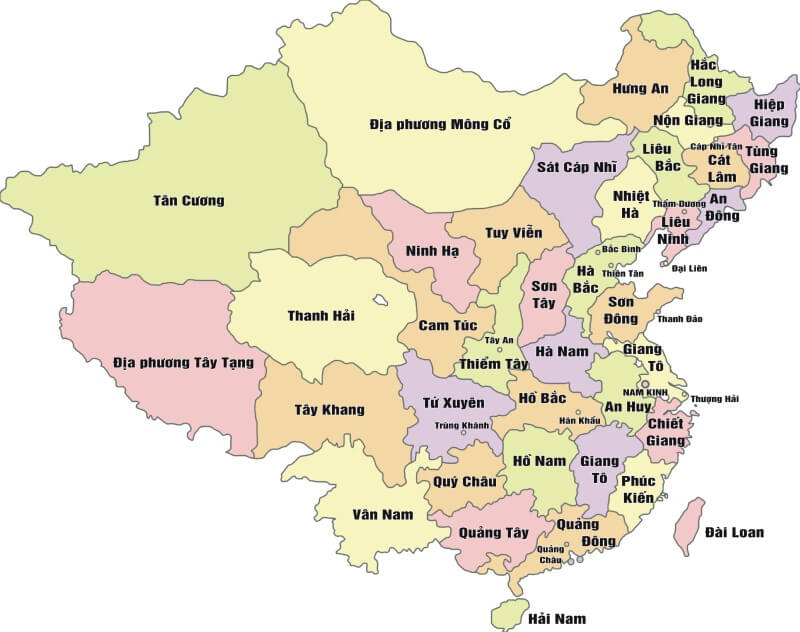 Hắc
Long
Giang
Hưng An
Hiệp
Giang
Nộn Giang
Địa phương Mông Cổ
Cáp Nhĩ Tân
Tùng
Giang
Liêu
Bắc
Cát
Lâm
Sát Cáp Nhĩ
Tân Cương
Nhiệt
Hà
An
Đông
Thẩm Dương
Liêu
Ninh
Tuy Viễn
Ninh Hạ
Bắc Bình
Hà
Bắc
Thiên Tân
Đại Liên
Sơn
Tây
Sơn
Đông
Thanh Hải
Cam Túc
Thanh Đảo
Tây An
Thiểm Tây
Hà Nam
Giang
Tô
Địa phương Tây Tạng
NAM KINH
An Huy
Thượng Hải
Tây Khang
Tứ Xuyên
Trùng Khánh
Hồ Bắc
Hán Khẩu
Chiết
Giang
Hồ Nam
Giang
Tô
Quý Châu
Phúc
Kiến
Vân Nam
Quảng Tây
Quảng
Đông
Quảng
Châu
Đài Loan
Hải Nam